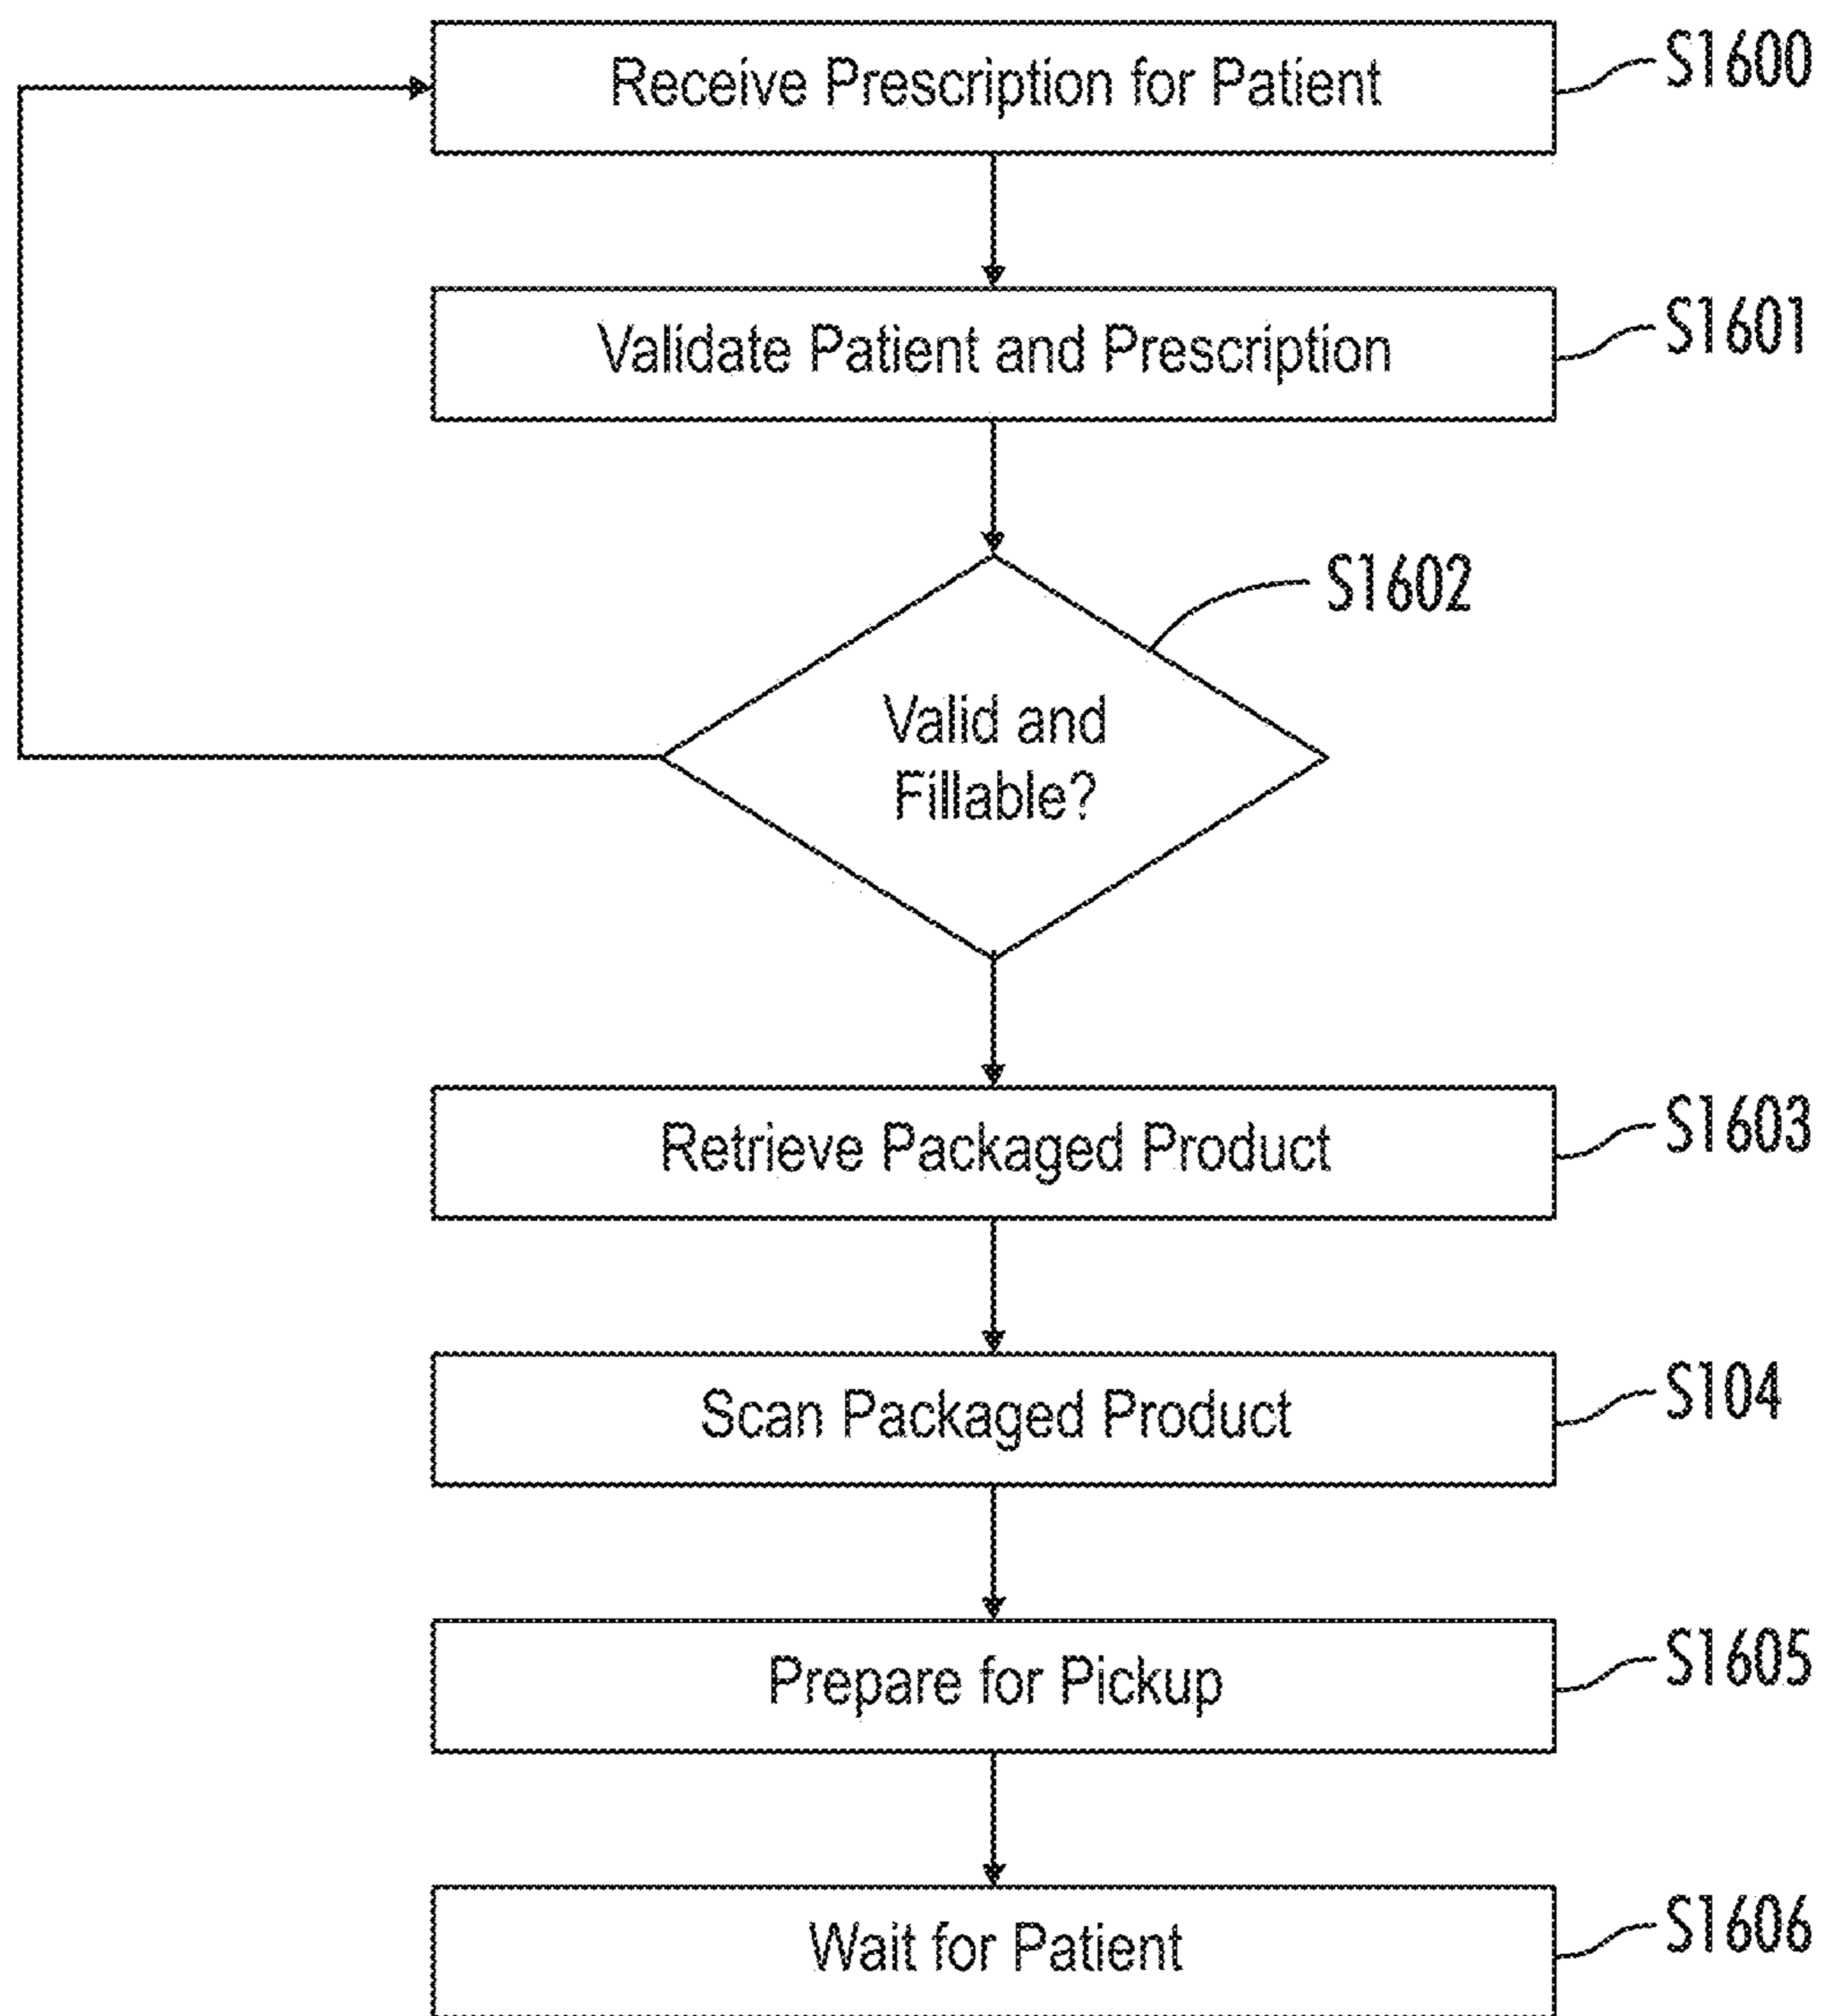 Receive Prescription for Patient
S1600
Validate Patient and Prescription
S1601
S1602
Valid and
Fillable?
Retrieve Packaged Product
S1603
Scan Packaged Product
S104
Prepare for Pickup
S1605
Wait for Patient
S1606